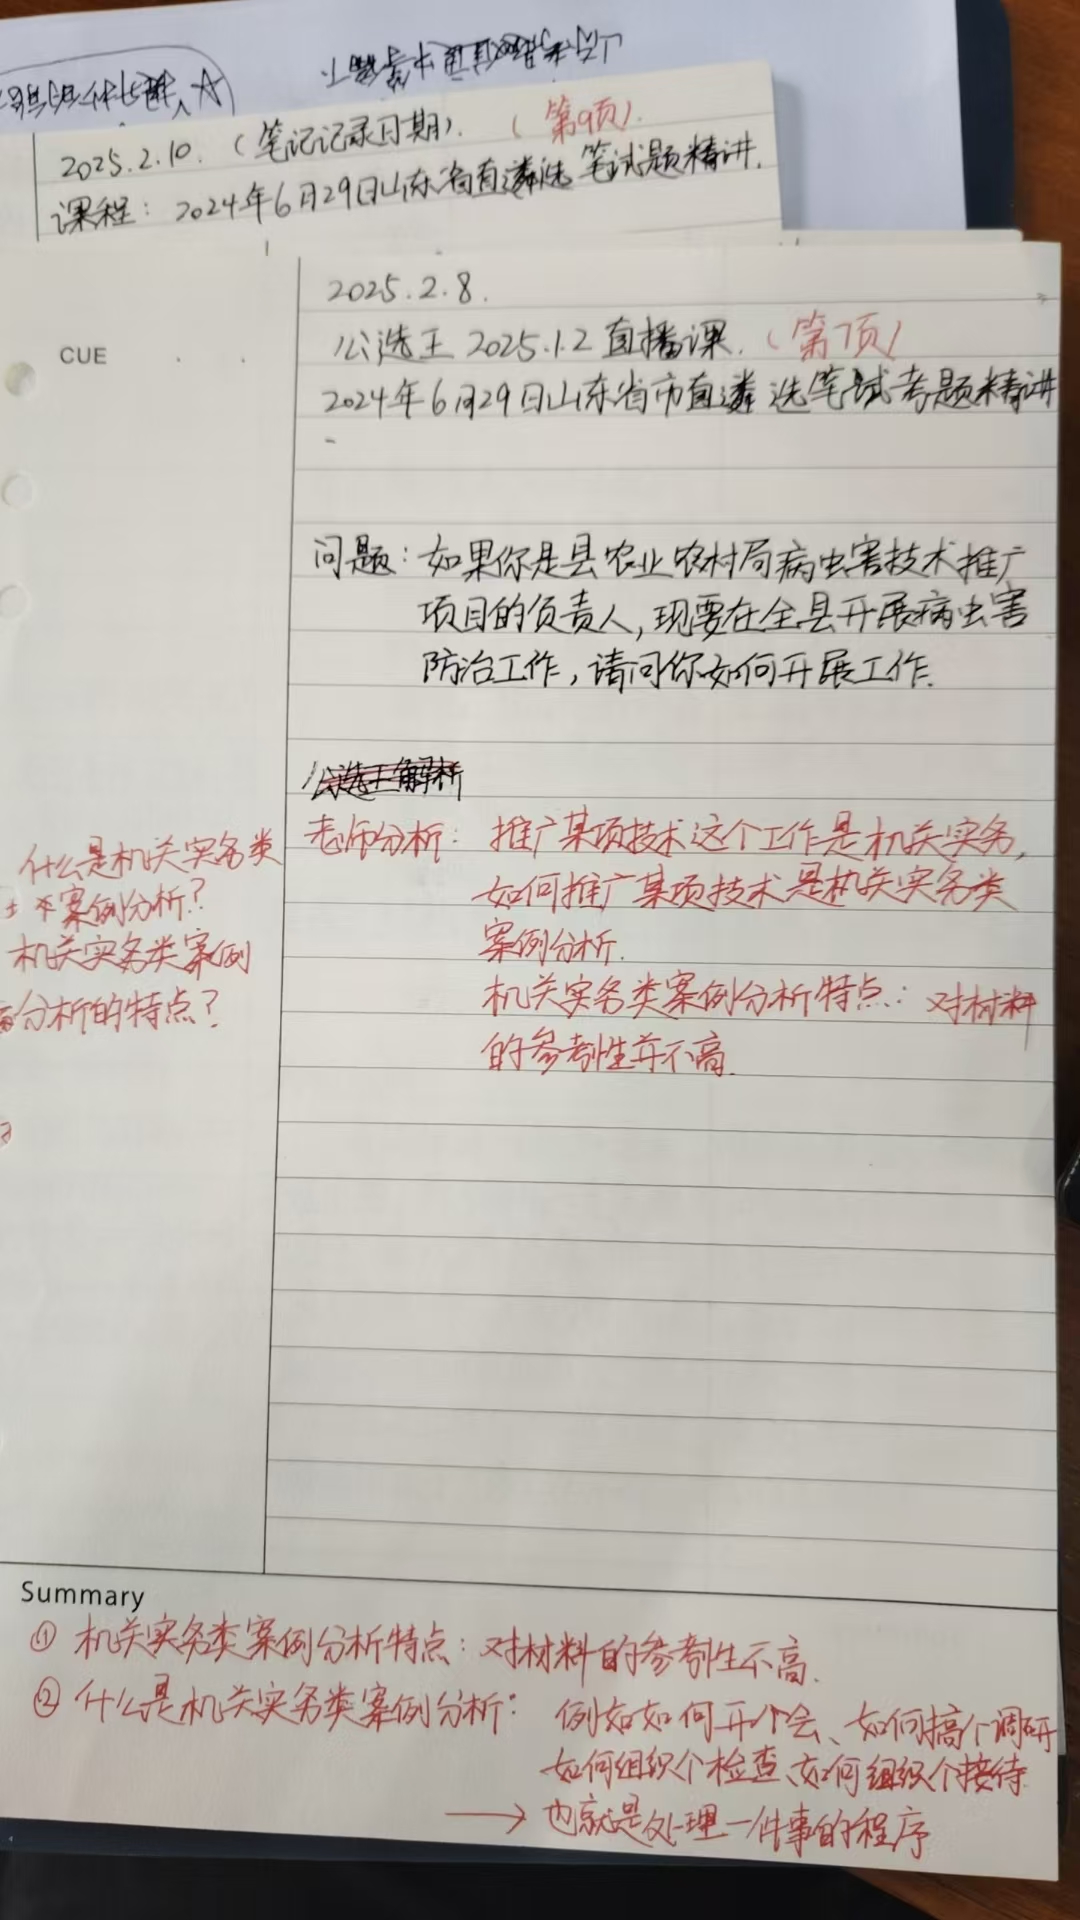 2025.2.10.（笔记记录日期）.（第9页）.
课程：2024年6月29日山东省直遴选笔试题精讲.
2025.2.8.
CUE
公选王 2025.1.2 直播课.（第7页）
2024年6月29日山东省市直遴选笔试考题精讲
问题：如果你是县农业农村局病虫害技术推广
项目的负责人,现要在全县开展病虫害
防治工作,请问你如何开展工作.
公选王解析
老师分析：推广某项技术这个工作是机关实务,
如何推广某项技术是机关实务类
案例分析.
机关实务类案例分析特点：对材料
的参考性并不高.
什么是机关实务类
案例分析？
机关实务类案例
分析的特点？
Summary
① 机关实务类案例分析特点：对材料的参考性不高.
② 什么是机关实务类案例分析：例如如何开个会、如何搞个调研
如何组织个检查、如何组织个接待.
→ 也就是处理一件事的程序